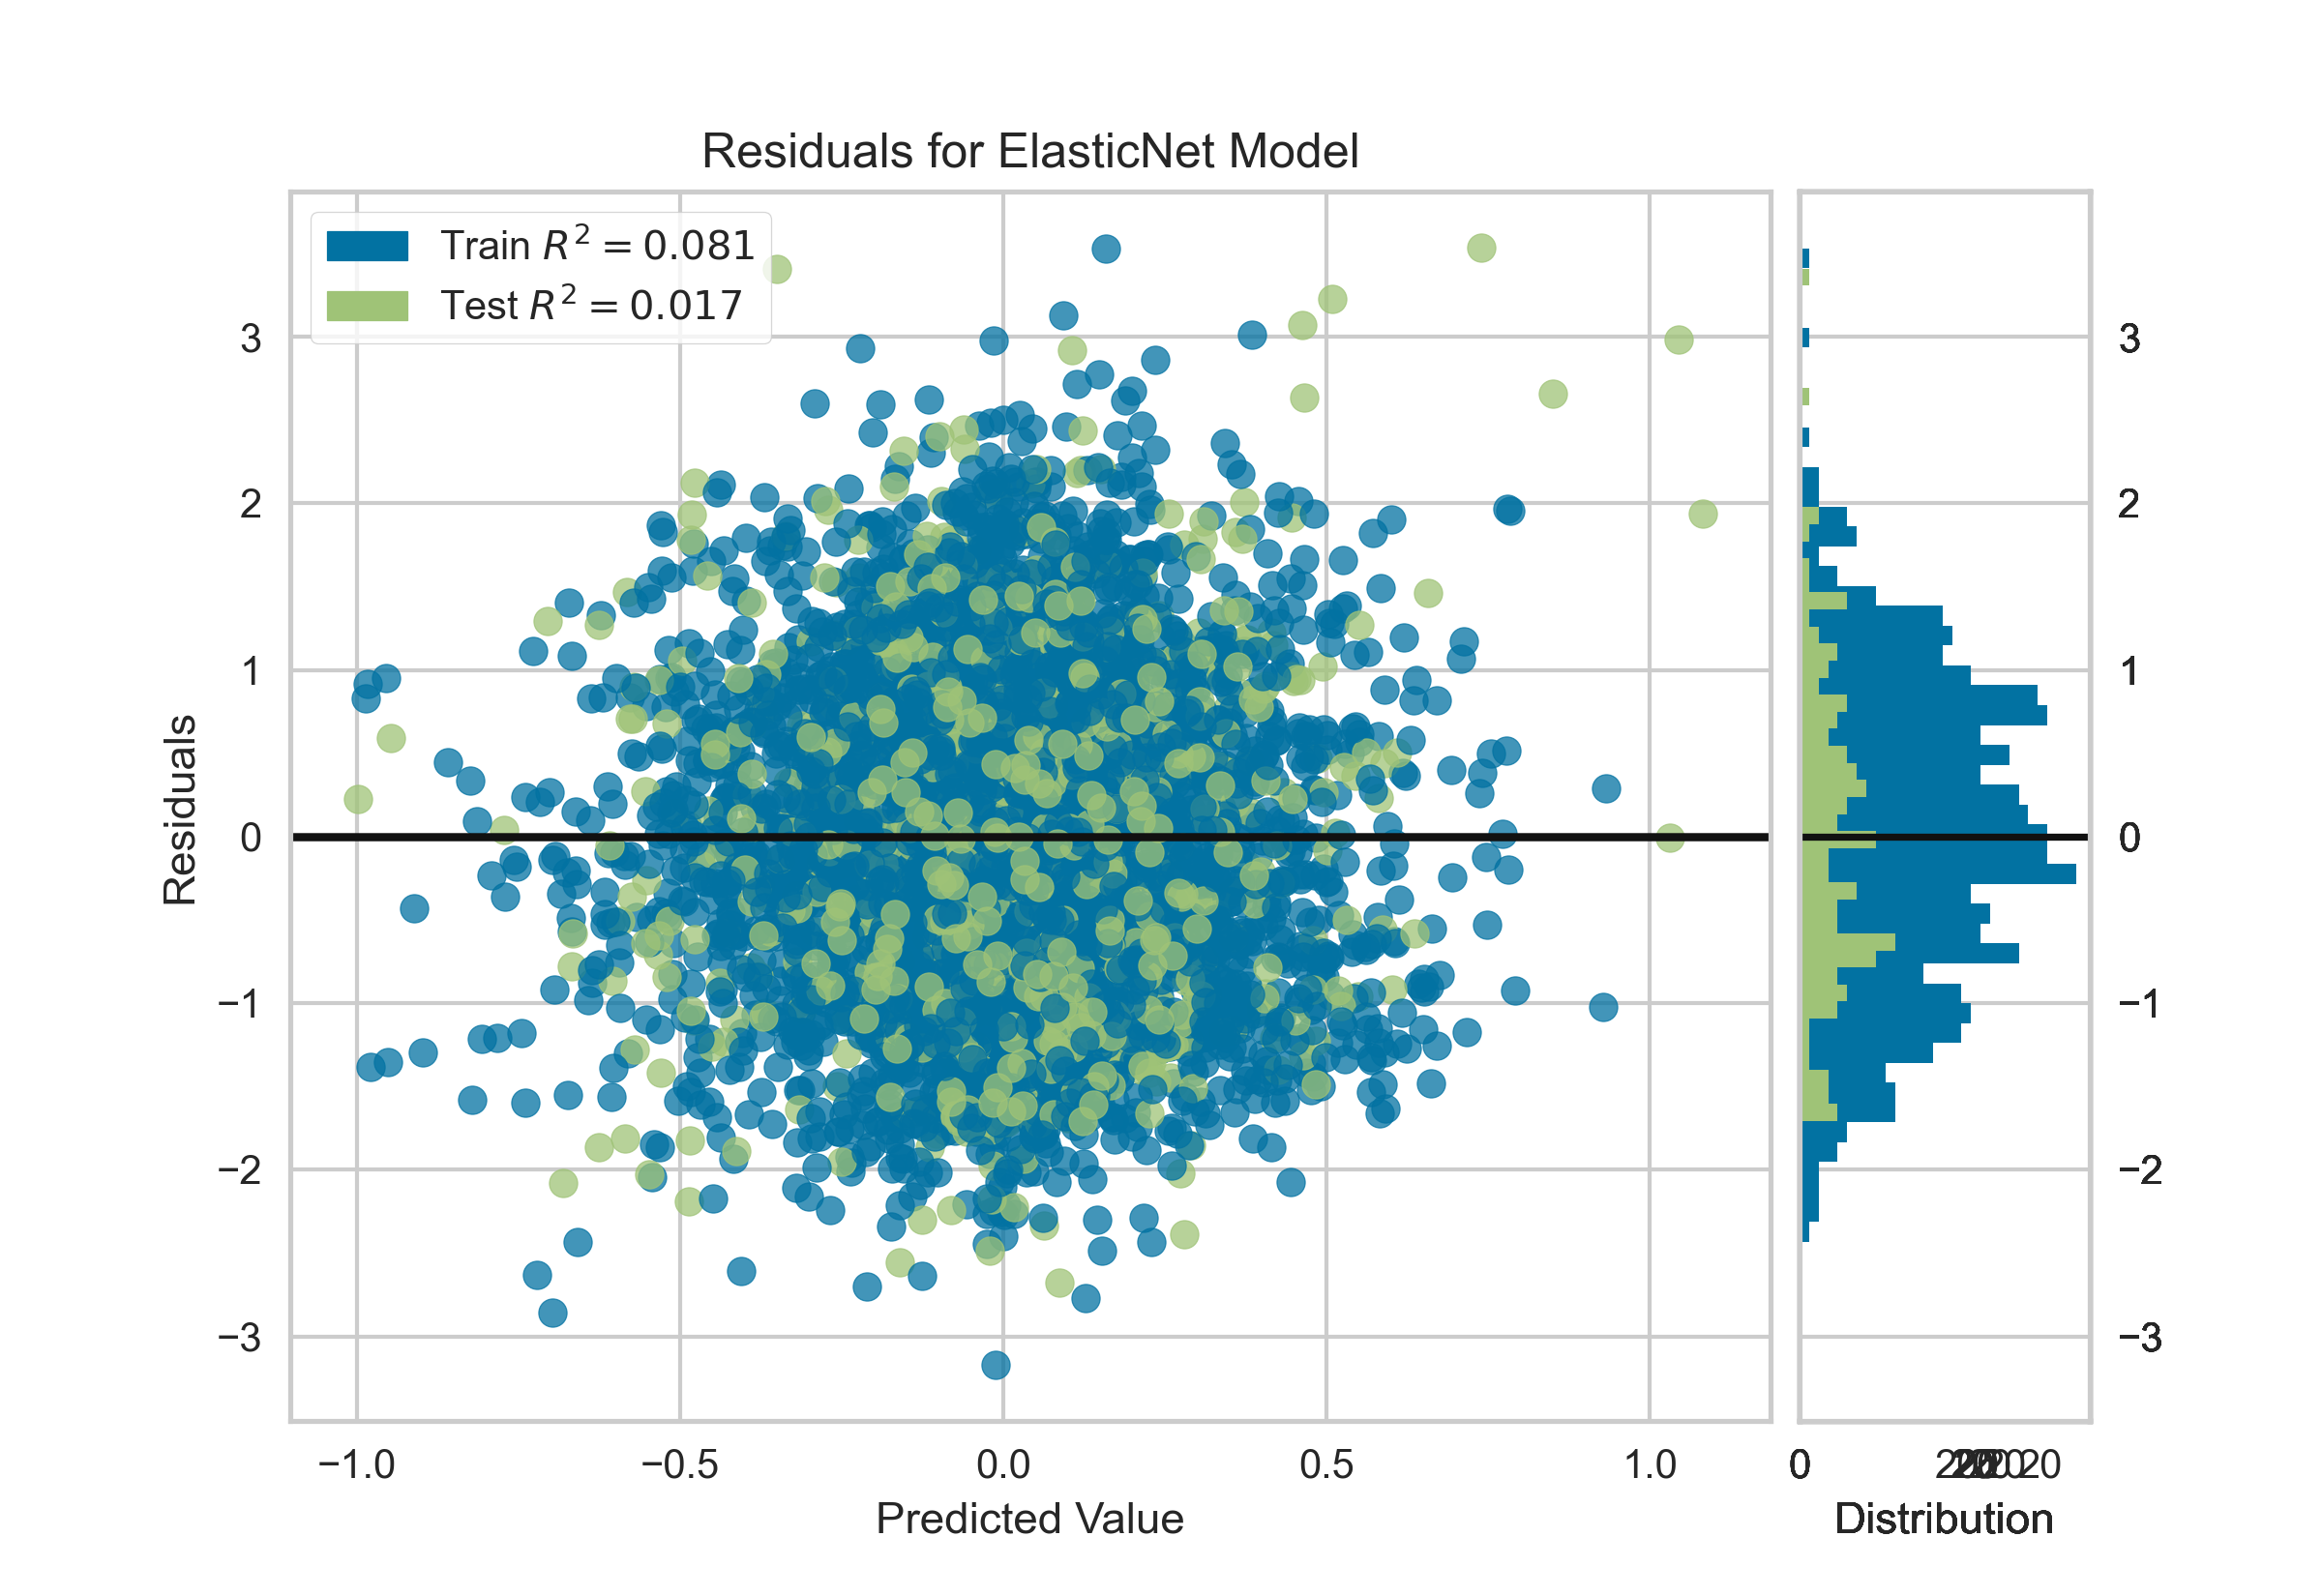 Residuals for ElasticNet Model
Train R² = 0.081
Test R² = 0.017
Residuals
3
2
1
0
−1
−2
−3
−1.0 −0.5 0.0 0.5 1.0
Predicted Value
3
2
1
0
−1
−2
−3
0 20
Distribution